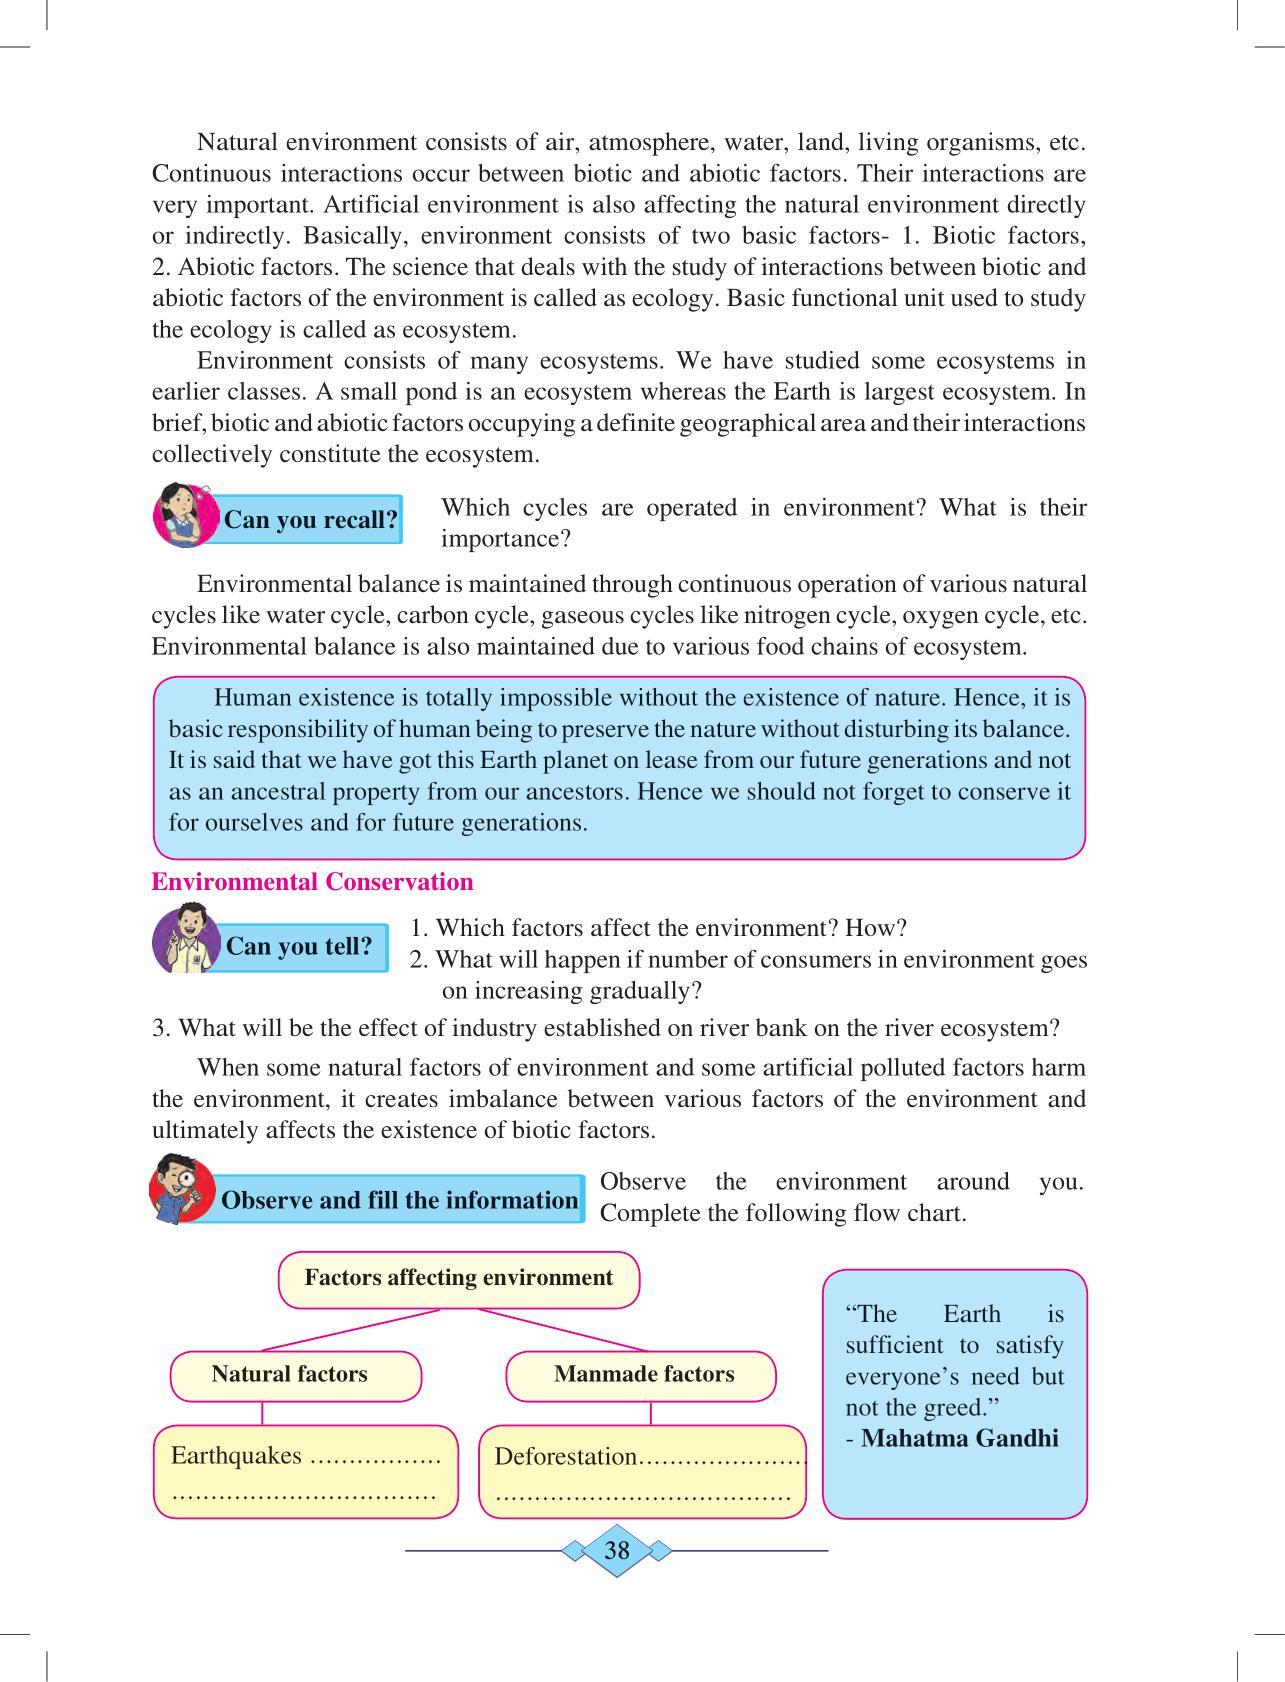 Natural environment consists of air, atmosphere, water, land, living organisms, etc.
Continuous interactions occur between biotic and abiotic factors. Their interactions are
very important. Artificial environment is also affecting the natural environment directly
or indirectly. Basically, environment consists of two basic factors- 1. Biotic factors,
2. Abiotic factors. The science that deals with the study of interactions between biotic and
abiotic factors of the environment is called as ecology. Basic functional unit used to study
the ecology is called as ecosystem.
Environment consists of many ecosystems. We have studied some ecosystems in
earlier classes. A small pond is an ecosystem whereas the Earth is largest ecosystem. In
brief, biotic and abiotic factors occupying a definite geographical area and their interactions
collectively constitute the ecosystem.
Can you recall?
Which cycles are operated in environment? What is their
importance?
Environmental balance is maintained through continuous operation of various natural
cycles like water cycle, carbon cycle, gaseous cycles like nitrogen cycle, oxygen cycle, etc.
Environmental balance is also maintained due to various food chains of ecosystem.
Human existence is totally impossible without the existence of nature. Hence, it is
basic responsibility of human being to preserve the nature without disturbing its balance.
It is said that we have got this Earth planet on lease from our future generations and not
as an ancestral property from our ancestors. Hence we should not forget to conserve it
for ourselves and for future generations.
Environmental Conservation
Can you tell?
1. Which factors affect the environment? How?
2. What will happen if number of consumers in environment goes
on increasing gradually?
3. What will be the effect of industry established on river bank on the river ecosystem?
When some natural factors of environment and some artificial polluted factors harm
the environment, it creates imbalance between various factors of the environment and
ultimately affects the existence of biotic factors.
Observe and fill the information
Observe the environment around you.
Complete the following flow chart.
Factors affecting environment
Natural factors
Manmade factors
Earthquakes .................
..................................
Deforestation......................
......................................
“The Earth is
sufficient to satisfy
everyone’s need but
not the greed.”
- Mahatma Gandhi
38